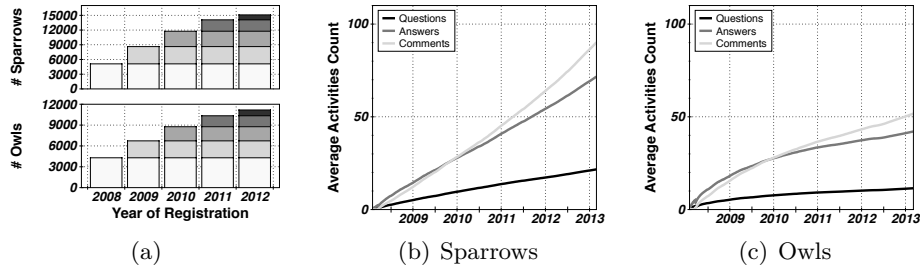 # Sparrows
15000
12000
9000
6000
3000
0
# Owls
12000
9000
6000
3000
0
2008 2009 2010 2011 2012
Year of Registration
(a)
Average Activities Count
100
50
0
Questions
Answers
Comments
2009 2010 2011 2012 2013
(b) Sparrows
Average Activities Count
100
50
0
Questions
Answers
Comments
2009 2010 2011 2012 2013
(c) Owls